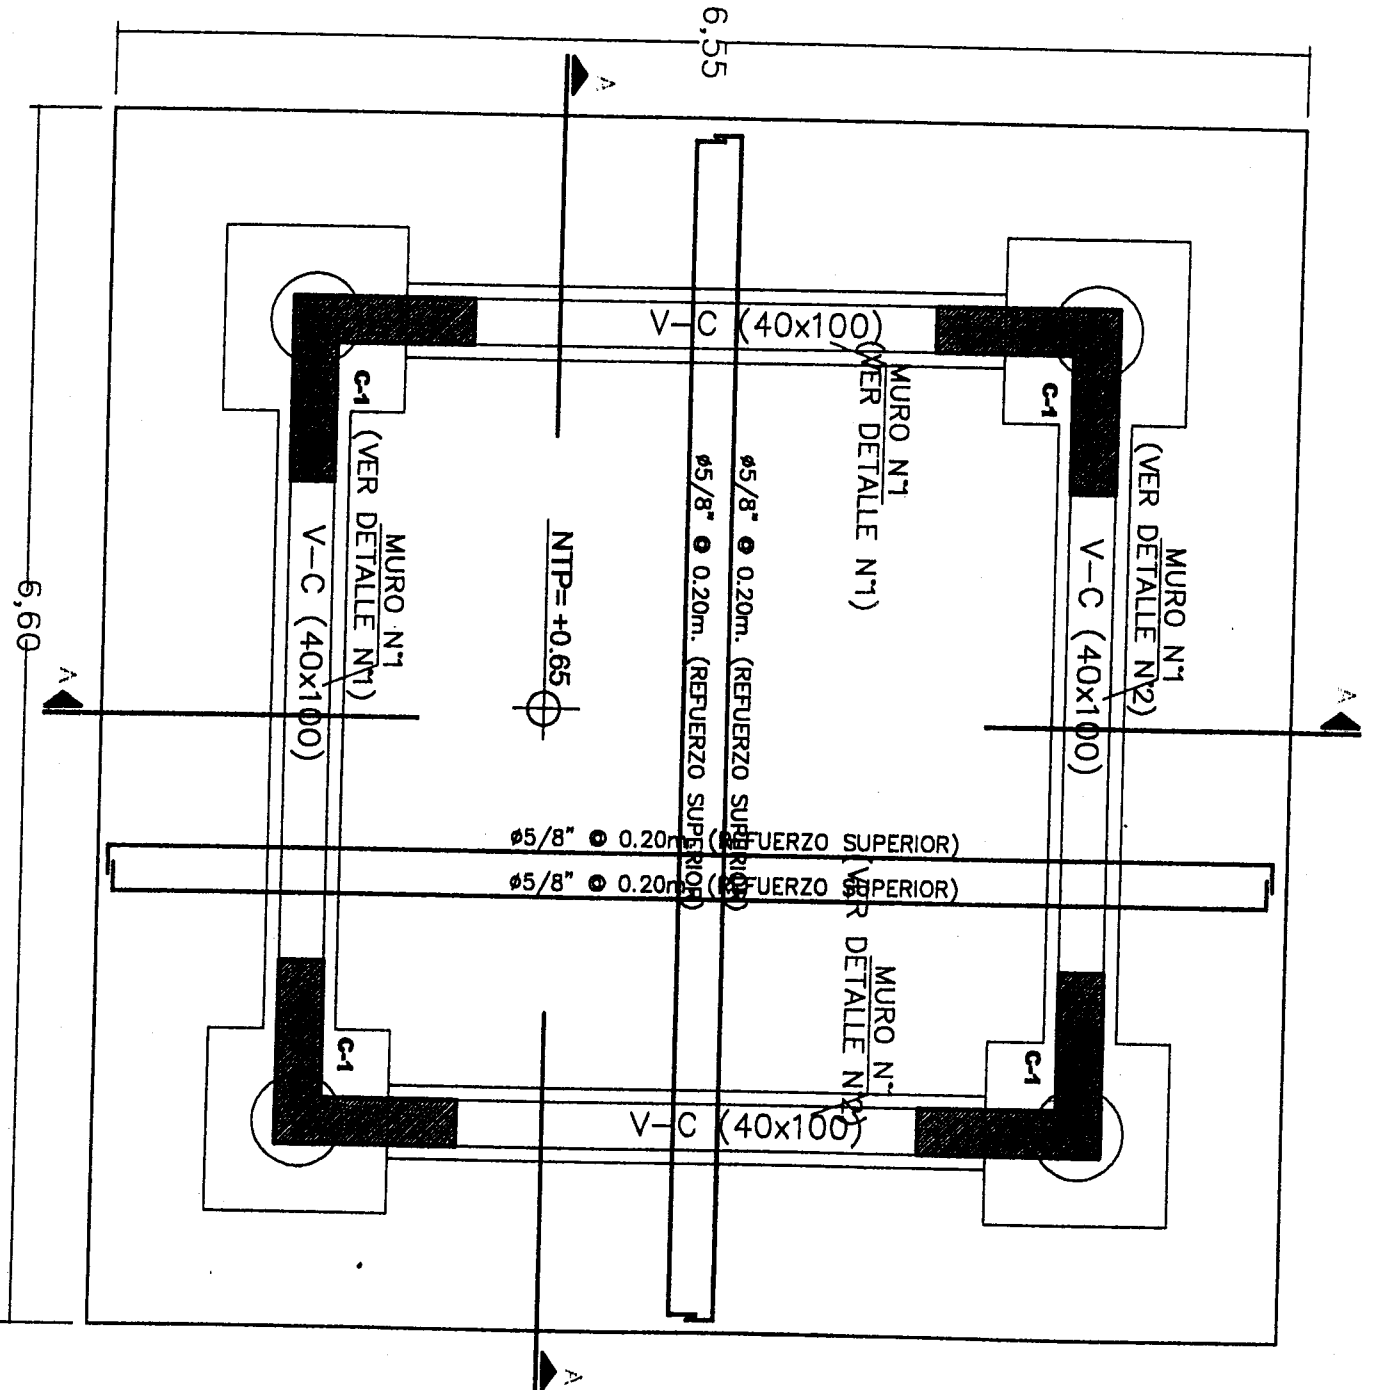 6,55
A
V-C (40x100)
MURO N°1
(VER DETALLE N°1)
C-1
C-1
MURO N°1
(VER DETALLE N°1)
V-C (40x100)
MURO N°1
(VER DETALLE N°2)
V-C (40x100)
ø5/8" @ 0.20m. (REFUERZO SUPERIOR)
ø5/8" @ 0.20m. (REFUERZO SUPERIOR)
NTP= +0.65
6,60
A
A
ø5/8" @ 0.20m. (REFUERZO SUPERIOR)
ø5/8" @ 0.20m. (REFUERZO SUPERIOR)
MURO N°
(VER DETALLE N°2)
C-1
C-1
V-C (40x100)
A